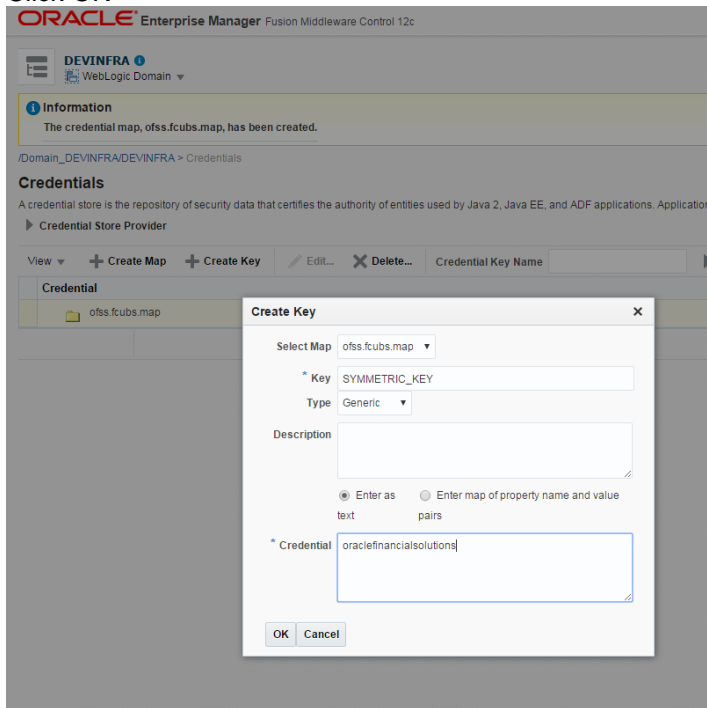 Click OK
ORACLE Enterprise Manager Fusion Middleware Control 12c
DEVINFRA
WebLogic Domain
Information
The credential map, ofss.fcubs.map, has been created.
/Domain_DEVINFRA/DEVINFRA > Credentials
Credentials
A credential store is the repository of security data that certifies the authority of entities used by Java 2, Java EE, and ADF applications. Application
Credential Store Provider
View Create Map Create Key Edit... Delete... Credential Key Name
Credential
ofss.fcubs.map
Create Key
Select Map ofss.fcubs.map
* Key SYMMETRIC_KEY
Type Generic
Description
Enter as text
Enter map of property name and value pairs
* Credential oraclefinancialsolutions
OK Cancel